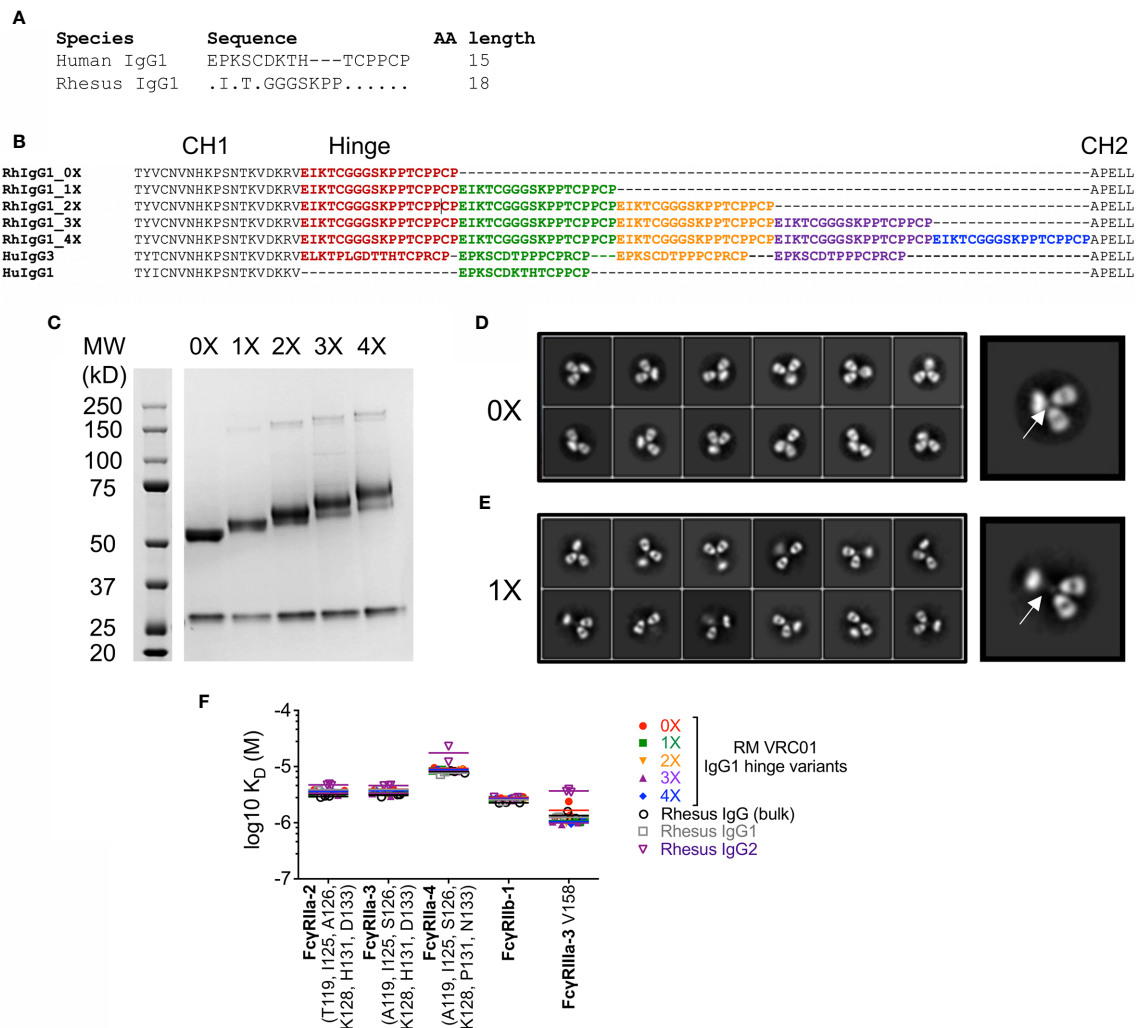 A
Species Sequence AA length
Human IgG1 EPKSCDKTH---TCPPCP 15
Rhesus IgG1 .I.T.GGGSKPP...... 18
B
CH1 Hinge CH2
RhIgG1_0X TYVCNVNHKPSNTKVDKRVEIKTCGGGSKPPTCPPCP--------------------------------------------------------------------------------APELL
RhIgG1_1X TYVCNVNHKPSNTKVDKRVEIKTCGGGSKPPTCPPCPEIKTCGGGSKPPTCPPCP------------------------------------------------------APELL
RhIgG1_2X TYVCNVNHKPSNTKVDKRVEIKTCGGGSKPPTCPPCPEIKTCGGGSKPPTCPPCPEIKTCGGGSKPPTCPPCP------------------------------------APELL
RhIgG1_3X TYVCNVNHKPSNTKVDKRVEIKTCGGGSKPPTCPPCPEIKTCGGGSKPPTCPPCPEIKTCGGGSKPPTCPPCPEIKTCGGGSKPPTCPPCP------------------APELL
RhIgG1_4X TYVCNVNHKPSNTKVDKRVEIKTCGGGSKPPTCPPCPEIKTCGGGSKPPTCPPCPEIKTCGGGSKPPTCPPCPEIKTCGGGSKPPTCPPCPEIKTCGGGSKPPTCPPCPAPELL
HuIgG3 TYTCNVNHKPSNTKVDKRVELKTPLGDTTHTCPRCP-EPKSCDTPPPCPRCP---EPKSCDTPPPCPRCP---EPKSCDTPPPCPRCP---------------------APELL
HuIgG1 TYICNVNHKPSNTKVDKKV------------------EPKSCDKTHTCPPCP---------------------------------------------------------APELL
C
MW 0X 1X 2X 3X 4X
(kD)
250
150
100
75
50
37
25
20
D
0X
E
1X
F
log10 K_D (M)
-4
-5
-6
-7
FcγRIIa-2
(T119, I125, A126,
K128, H131, D133)
FcγRIIa-3
(A119, I125, S126,
K128, H131, D133)
FcγRIIa-4
(A119, I125, S126,
K128, P131, N133)
FcγRIIb-1
FcγRIIIa-3 V158
0X
1X
2X
3X
4X
RM VRC01
IgG1 hinge variants
Rhesus IgG (bulk)
Rhesus IgG1
Rhesus IgG2